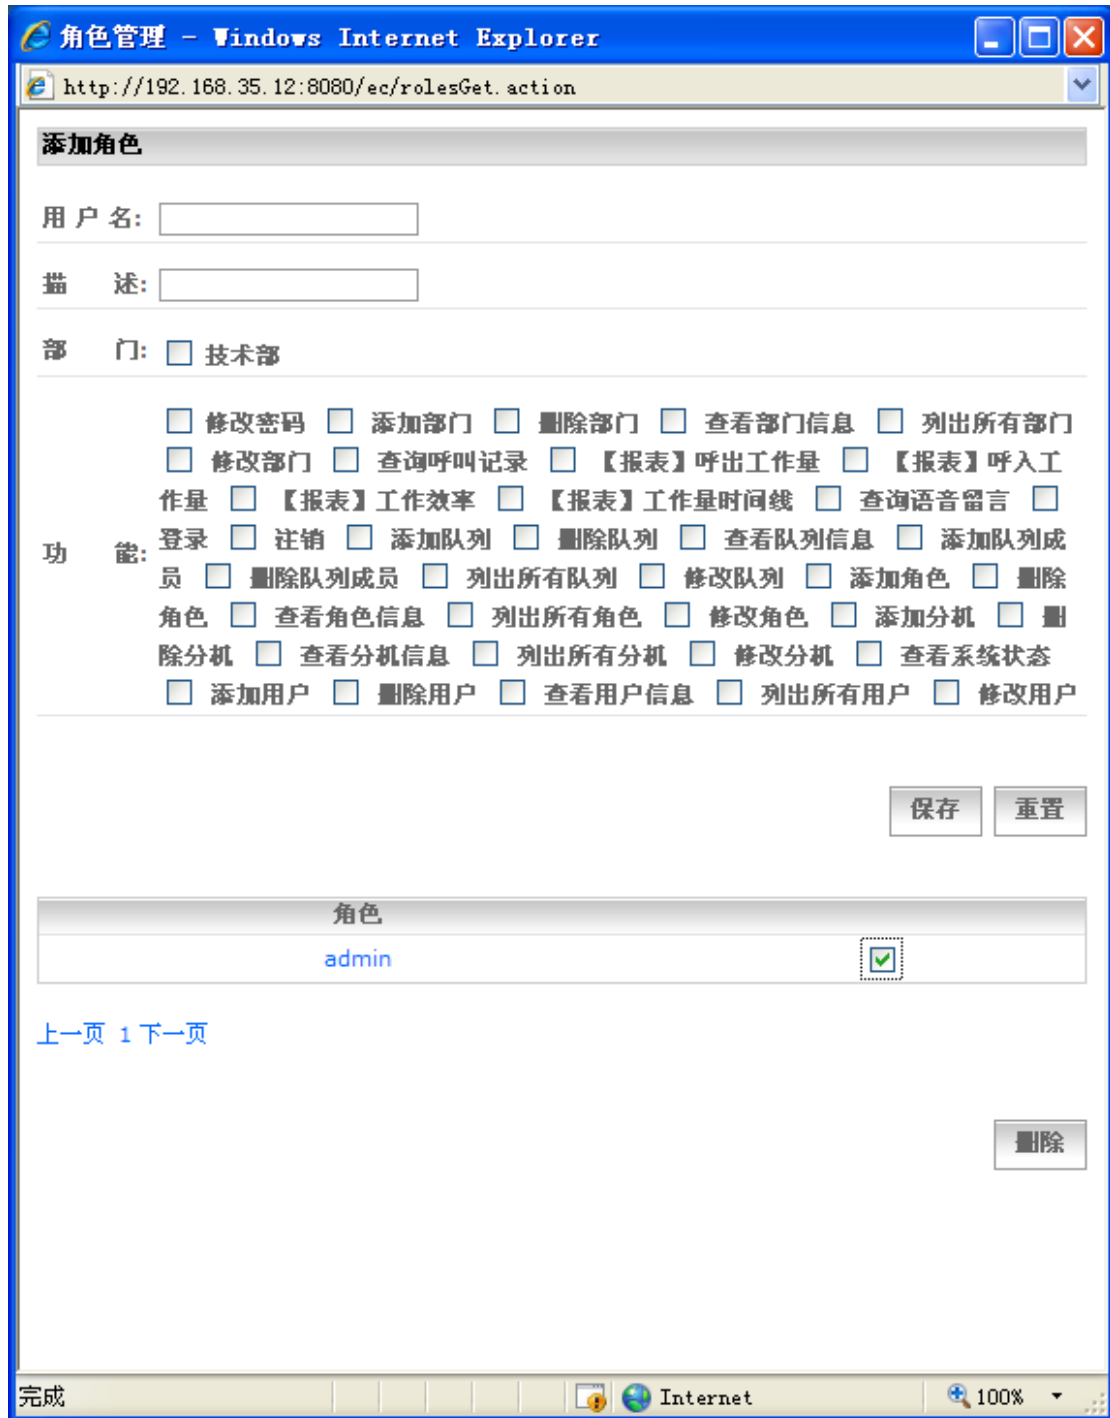 角色管理 - Windows Internet Explorer
http://192.168.35.12:8080/ec/rolesGet.action
添加角色
用 户 名:
描 述:
部 门: 技术部
修改密码 添加部门 删除部门 查看部门信息 列出所有部门
修改部门 查询呼叫记录 【报表】呼出工作量 【报表】呼入工
作量 【报表】工作效率 【报表】工作量时间线 查询语音留言
功 能: 登录 注销 添加队列 删除队列 查看队列信息 添加队列成
员 删除队列成员 列出所有队列 修改队列 添加角色 删除
角色 查看角色信息 列出所有角色 修改角色 添加分机 删
除分机 查看分机信息 列出所有分机 修改分机 查看系统状态
添加用户 删除用户 查看用户信息 列出所有用户 修改用户
保存 重置
角色
admin
上一页 1 下一页
删除
完成 Internet 100%